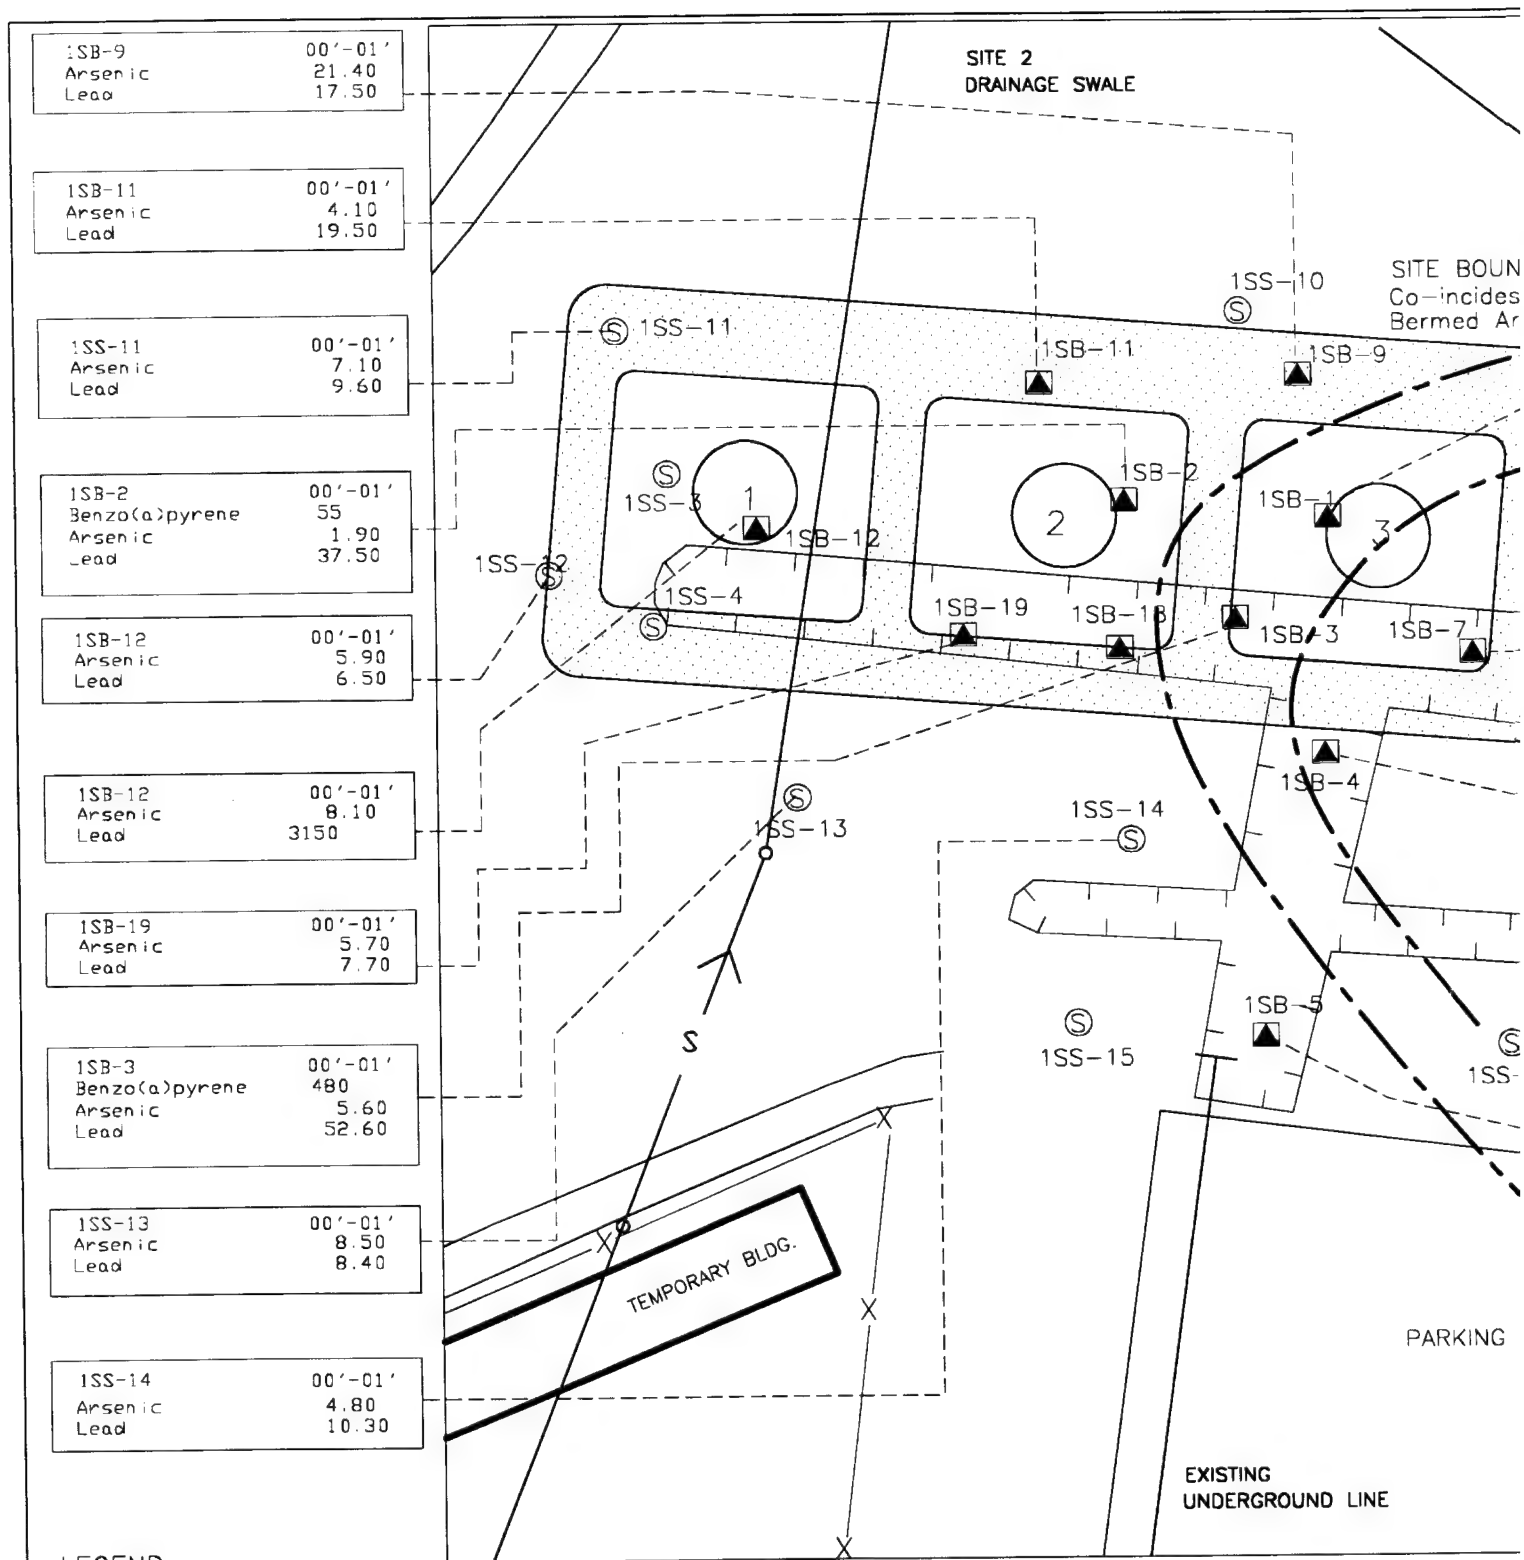 1SB-9 00'-01'
Arsenic 21.40
Lead 17.50
1SB-11 00'-01'
Arsenic 4.10
Lead 19.50
1SS-11 00'-01'
Arsenic 7.10
Lead 9.60
1SB-2 00'-01'
Benzo(a)pyrene 55
Arsenic 1.90
Lead 37.50
1SB-12 00'-01'
Arsenic 5.90
Lead 6.50
1SB-12 00'-01'
Arsenic 8.10
Lead 3150
1SB-19 00'-01'
Arsenic 5.70
Lead 7.70
1SB-3 00'-01'
Benzo(a)pyrene 480
Arsenic 5.60
Lead 52.60
1SS-13 00'-01'
Arsenic 8.50
Lead 8.40
1SS-14 00'-01'
Arsenic 4.80
Lead 10.30
LEGEND
SITE 2
DRAINAGE SWALE
1SS-10
SITE BOUN
Co-incides
Bermed Ar
S 1SS-11
S
1SB-11
1SB-9
S
1SS-3
1
1SB-12
2
1SB-2
1SB-1
3
1SS-12
S
1SS-4
S
1SB-19
1SB-18
1SB-3
1SB-7
1SB-4
S
1SS-13
1SS-14
S
S
1SS-15
1SB-5
S
1SS-
S
X
X
X
X
TEMPORARY BLDG.
PARKING
EXISTING
UNDERGROUND LINE